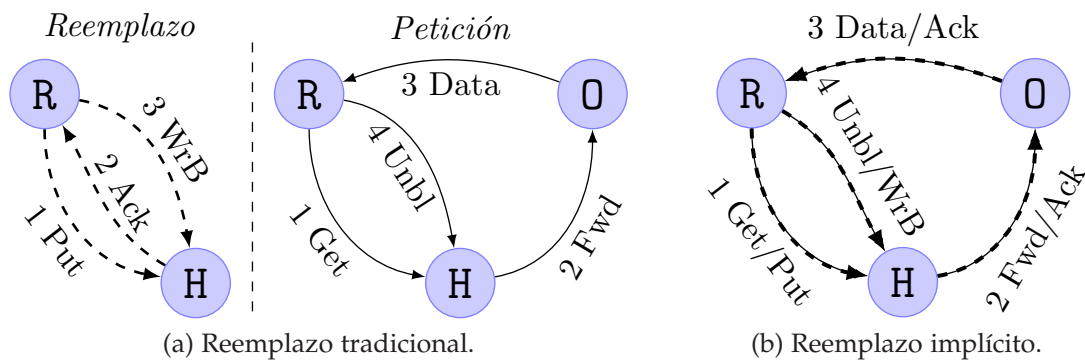 Reemplazo
Petición
R
3 WrB
2 Ack
1 Put
H
R
3 Data
O
4 Unbl
1 Get
2 Fwd
H
(a) Reemplazo tradicional.
3 Data/Ack
R
O
4 Unbl/WrB
1 Get/Put
2 Fwd/Ack
H
(b) Reemplazo implícito.